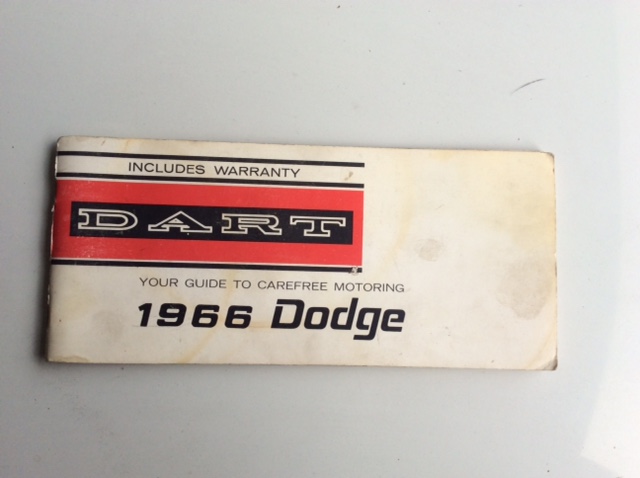 INCLUDES WARRANTY
DART
YOUR GUIDE TO CAREFREE MOTORING
1966 Dodge